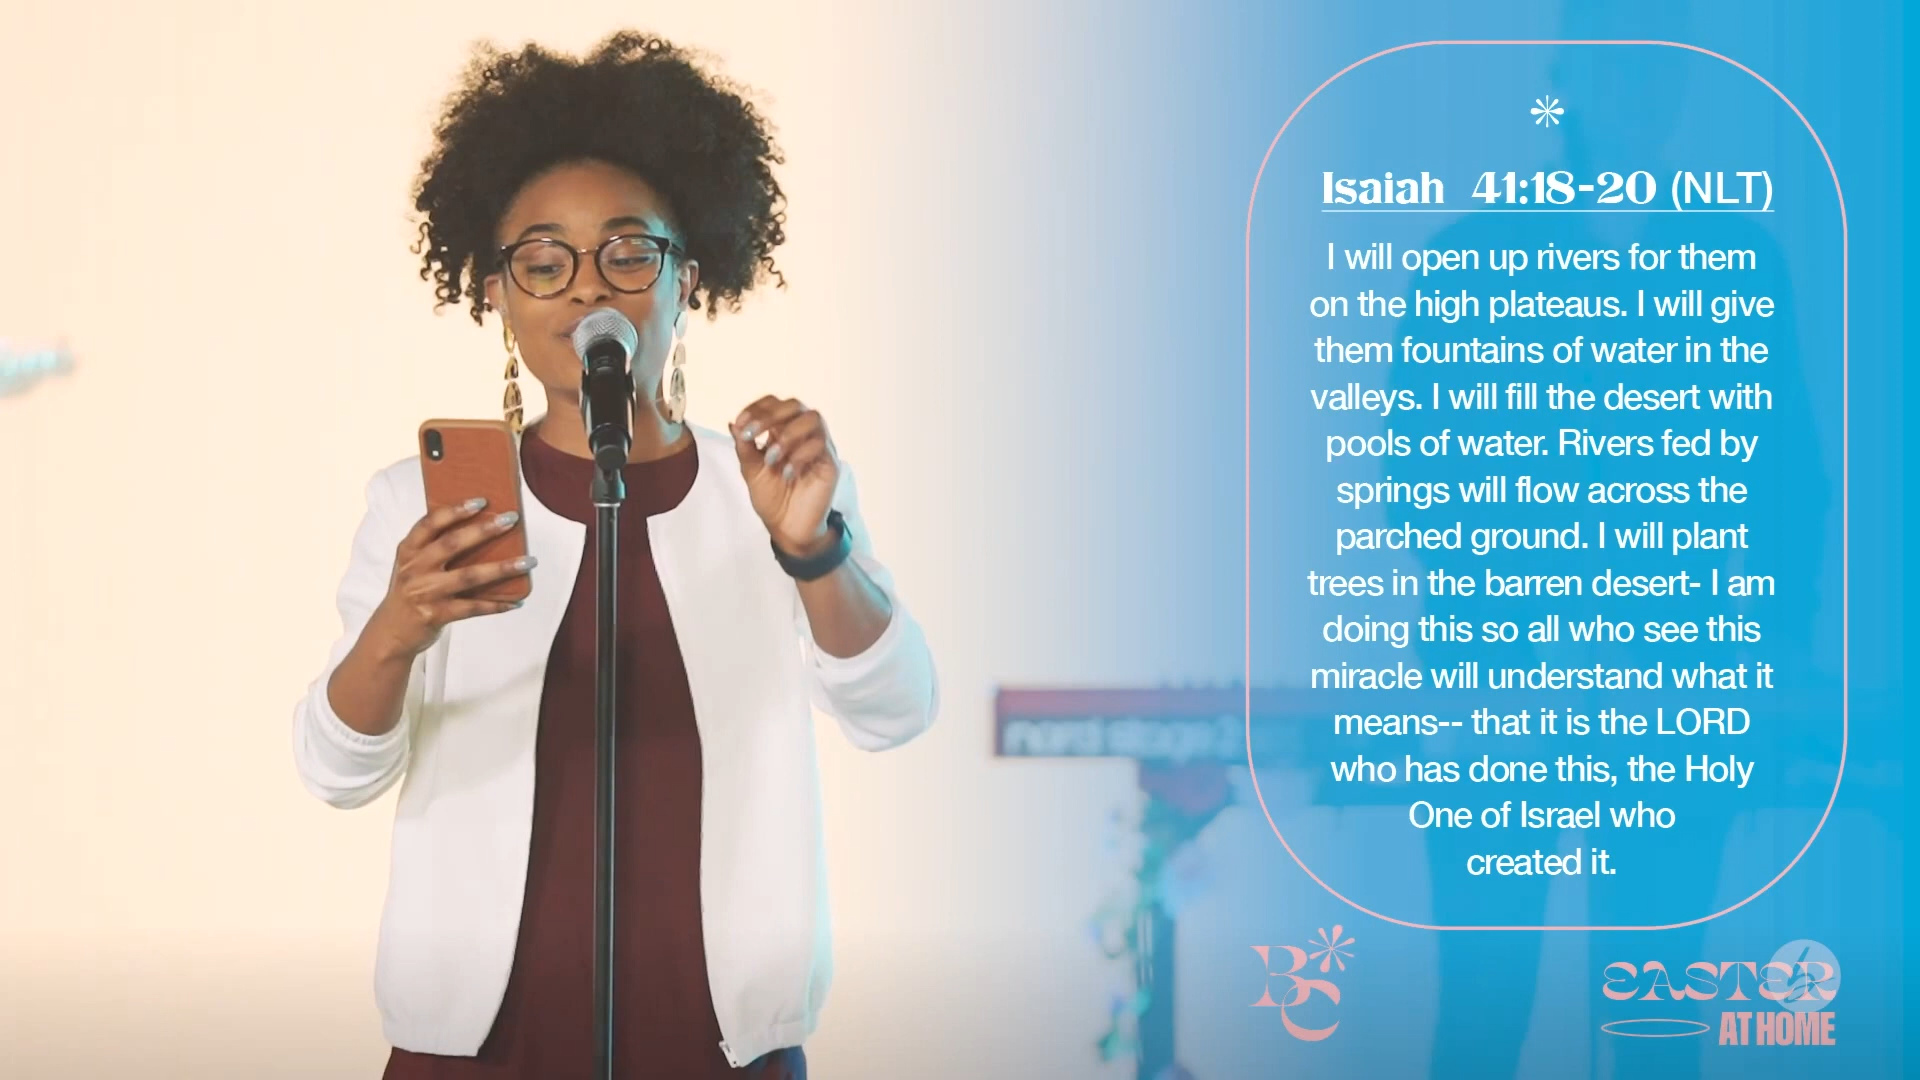 Isaiah 41:18-20 (NLT)
I will open up rivers for them
on the high plateaus. I will give
them fountains of water in the
valleys. I will fill the desert with
pools of water. Rivers fed by
springs will flow across the
parched ground. I will plant
trees in the barren desert- I am
doing this so all who see this
miracle will understand what it
means-- that it is the LORD
who has done this, the Holy
One of Israel who
created it.
nord stage 2
BC
EASTER
AT HOME